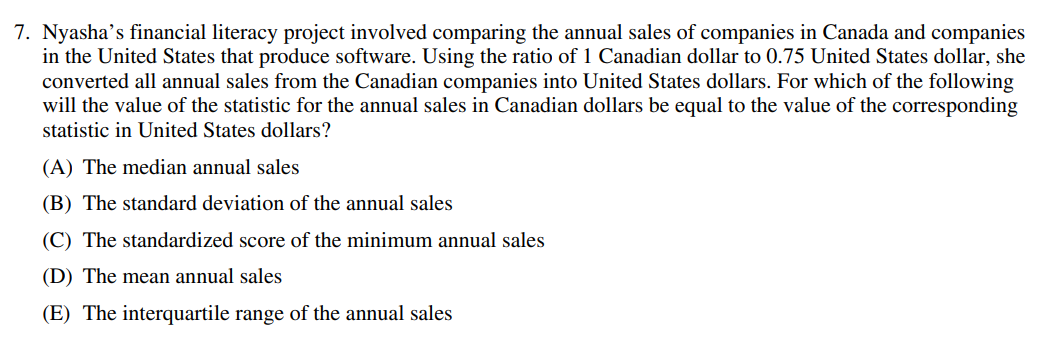 7. Nyasha's financial literacy project involved comparing the annual sales of companies in Canada and companies
in the United States that produce software. Using the ratio of 1 Canadian dollar to 0.75 United States dollar, she
converted all annual sales from the Canadian companies into United States dollars. For which of the following
will the value of the statistic for the annual sales in Canadian dollars be equal to the value of the corresponding
statistic in United States dollars?
(A) The median annual sales
(B) The standard deviation of the annual sales
(C) The standardized score of the minimum annual sales
(D) The mean annual sales
(E) The interquartile range of the annual sales